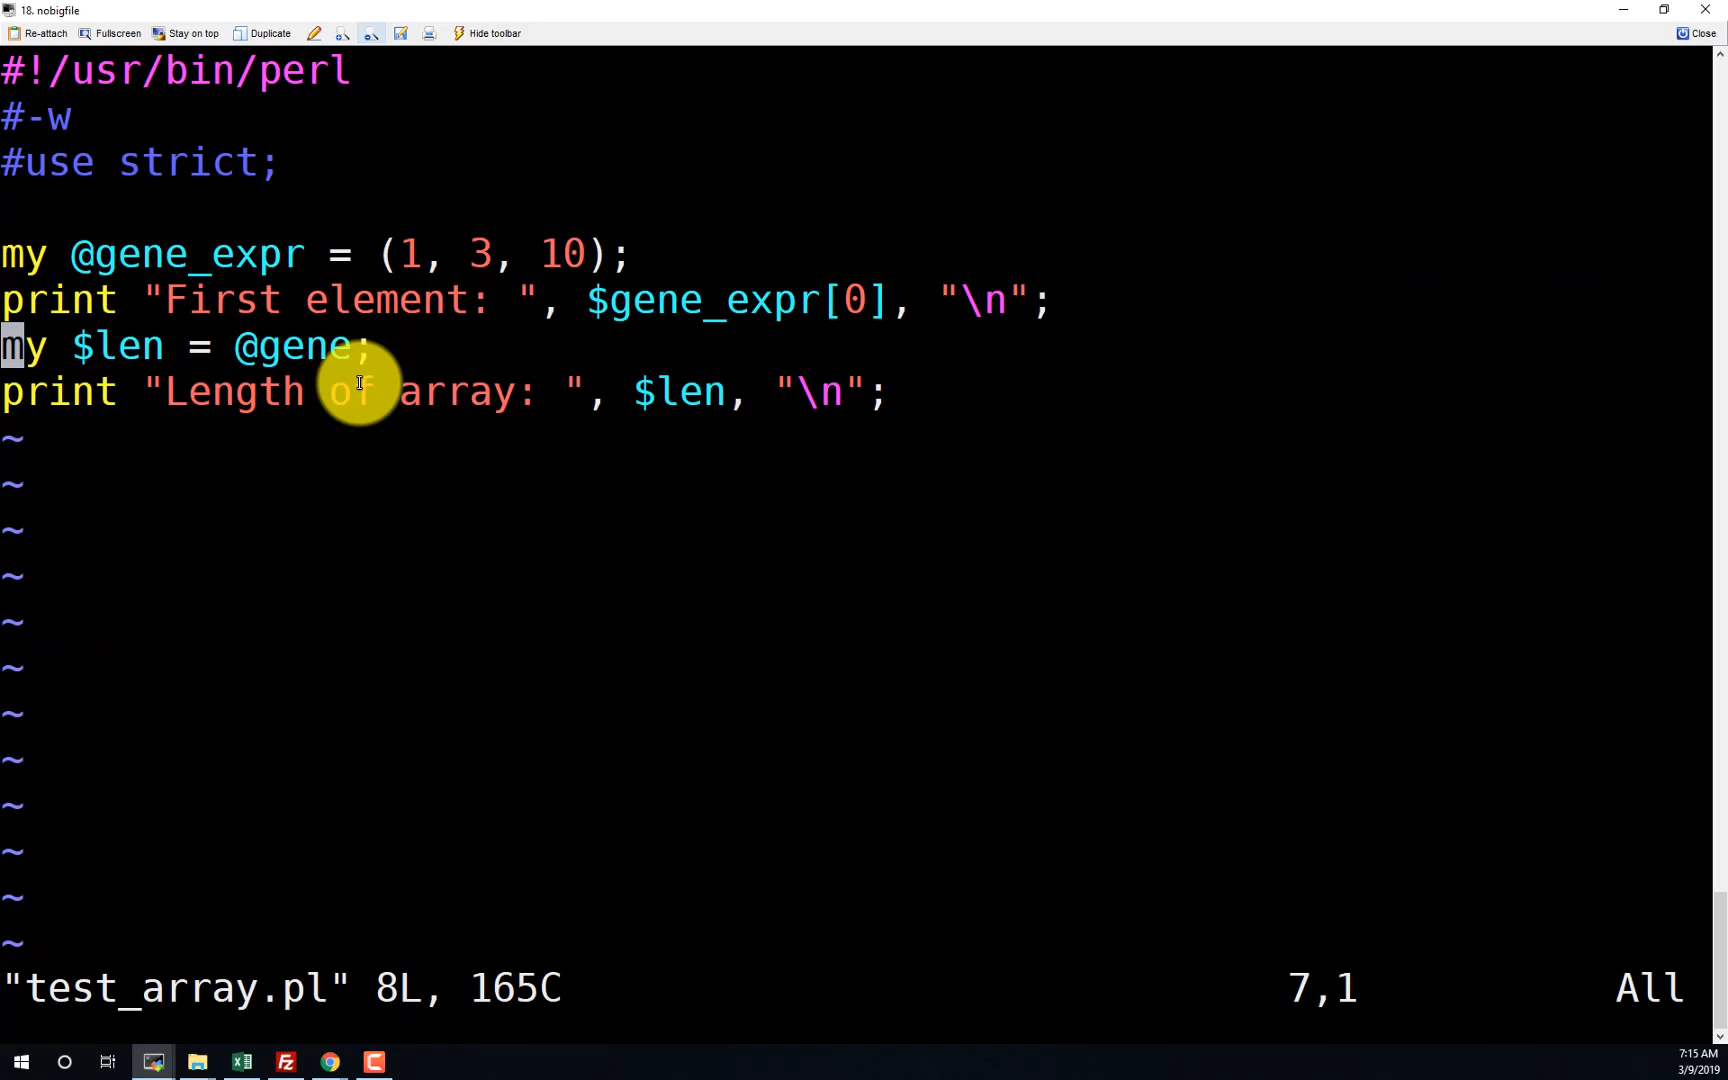 18. nobigfile
Re-attach Fullscreen Stay on top Duplicate Hide toolbar Close
#!/usr/bin/perl
#-w
#use strict;
my @gene_expr = (1, 3, 10);
print "First element: ", $gene_expr[0], "\n";
my $len = @gene;
print "Length of array: ", $len, "\n";
~
~
~
~
~
~
~
~
~
~
~
~
"test_array.pl" 8L, 165C 7,1 All
7:15 AM
3/9/2019